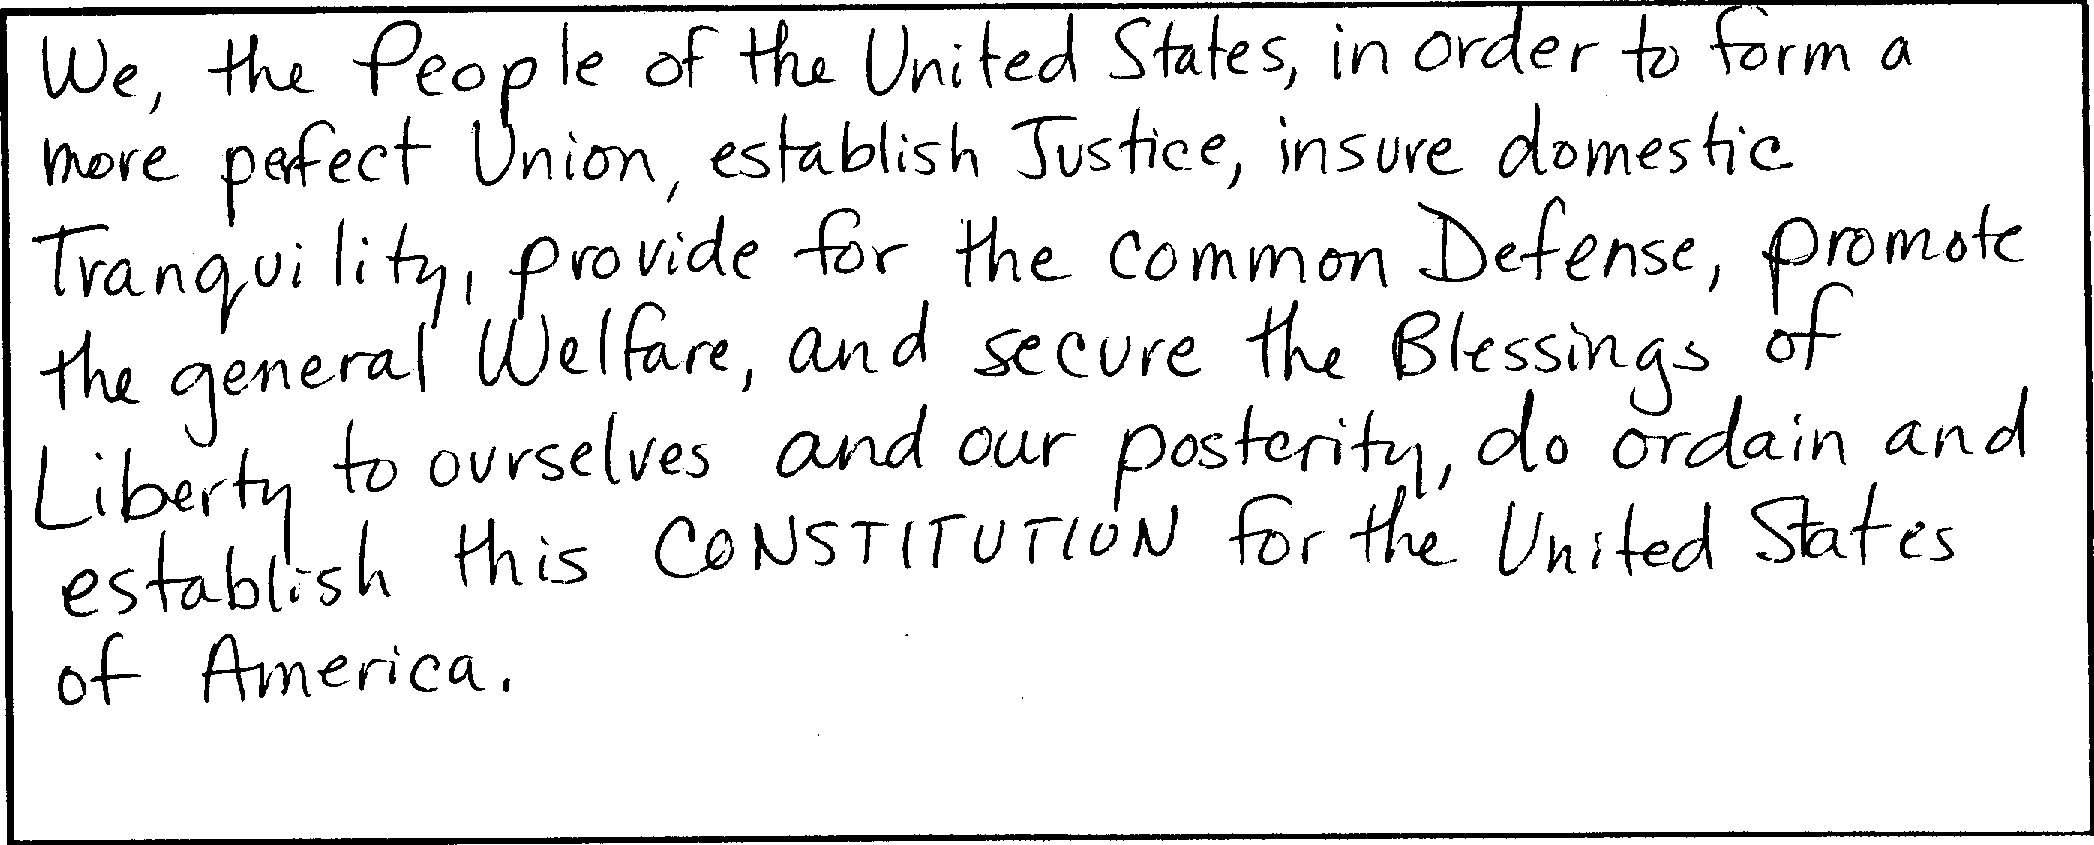 We, the People of the United States, in order to form a
more perfect Union, establish Justice, insure domestic
Tranquility, provide for the common Defense, promote
the general Welfare, and secure the Blessings of
Liberty to ourselves and our posterity, do ordain and
establish this CONSTITUTION for the United States
of America.